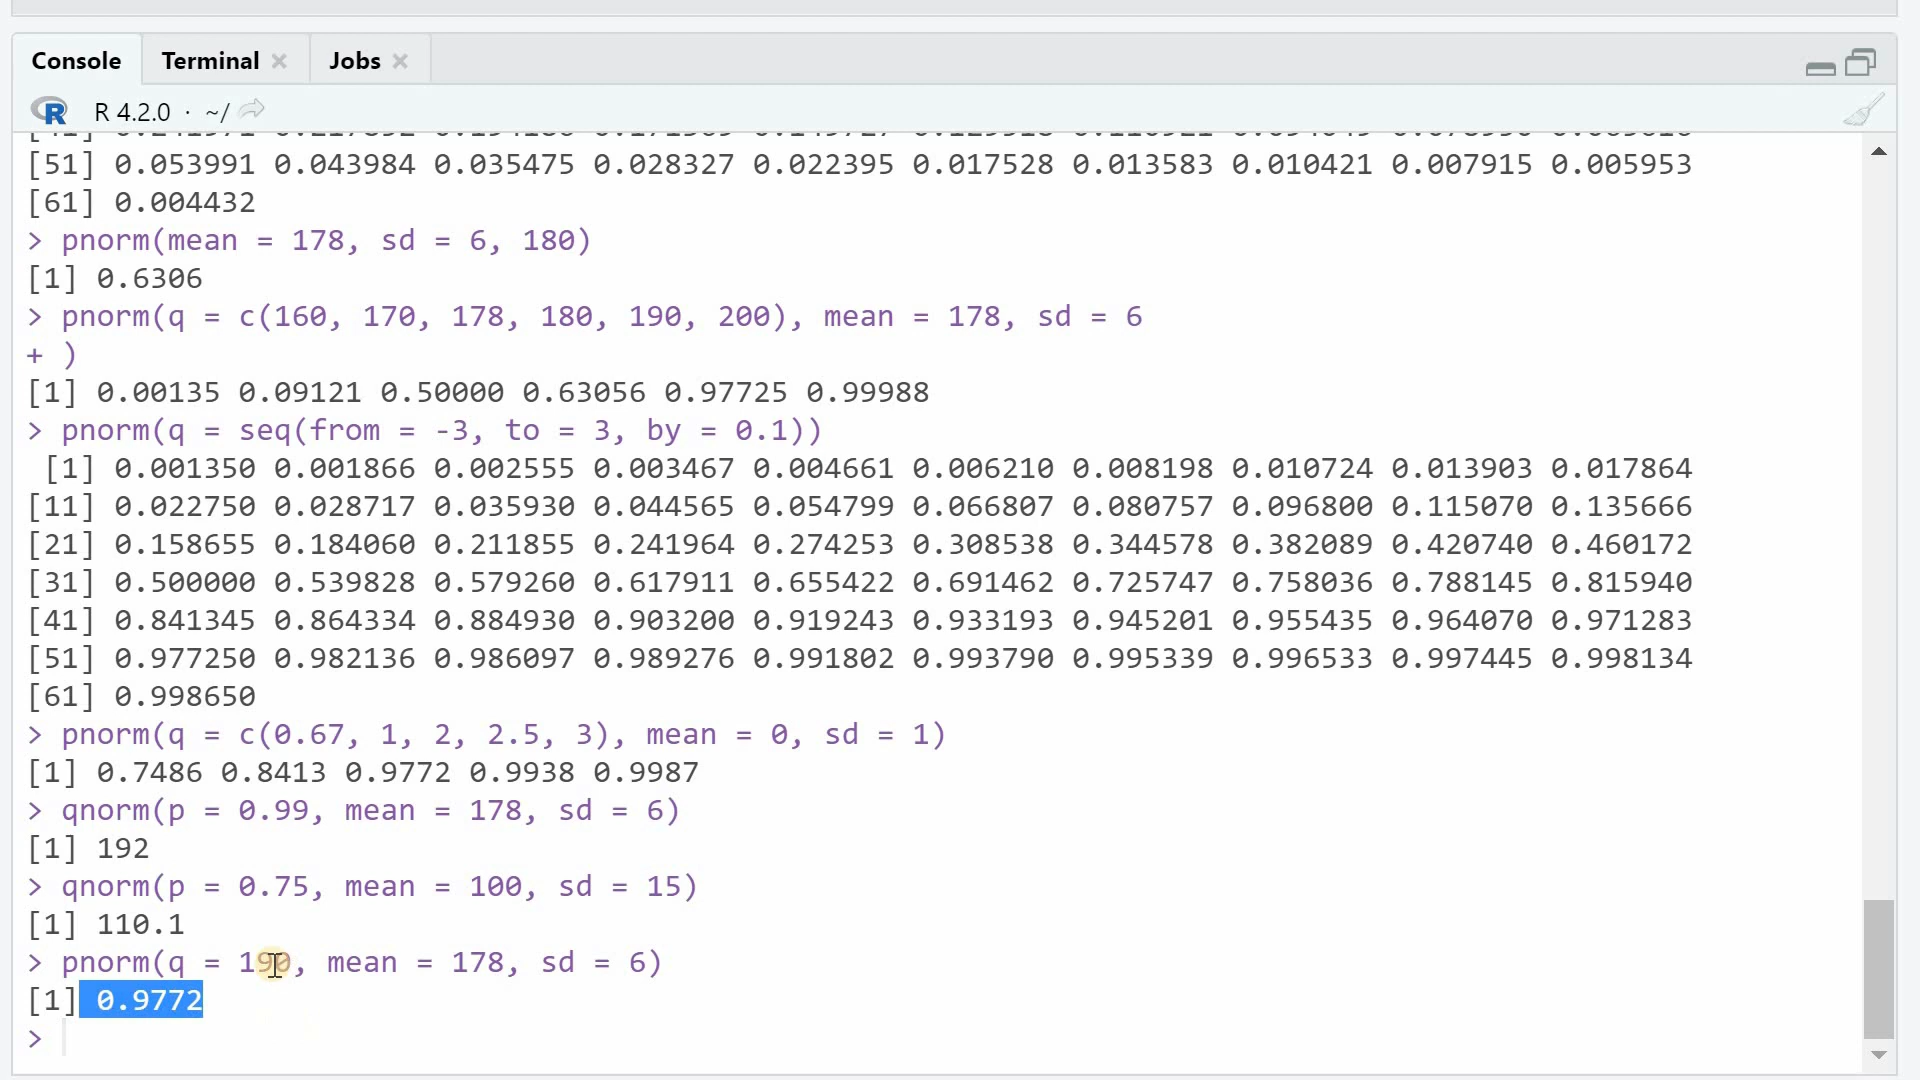 Console Terminal Jobs
R 4.2.0 · ~/
[51] 0.053991 0.043984 0.035475 0.028327 0.022395 0.017528 0.013583 0.010421 0.007915 0.005953
[61] 0.004432
> pnorm(mean = 178, sd = 6, 180)
[1] 0.6306
> pnorm(q = c(160, 170, 178, 180, 190, 200), mean = 178, sd = 6
+ )
[1] 0.00135 0.09121 0.50000 0.63056 0.97725 0.99988
> pnorm(q = seq(from = -3, to = 3, by = 0.1))
[1] 0.001350 0.001866 0.002555 0.003467 0.004661 0.006210 0.008198 0.010724 0.013903 0.017864
[11] 0.022750 0.028717 0.035930 0.044565 0.054799 0.066807 0.080757 0.096800 0.115070 0.135666
[21] 0.158655 0.184060 0.211855 0.241964 0.274253 0.308538 0.344578 0.382089 0.420740 0.460172
[31] 0.500000 0.539828 0.579260 0.617911 0.655422 0.691462 0.725747 0.758036 0.788145 0.815940
[41] 0.841345 0.864334 0.884930 0.903200 0.919243 0.933193 0.945201 0.955435 0.964070 0.971283
[51] 0.977250 0.982136 0.986097 0.989276 0.991802 0.993790 0.995339 0.996533 0.997445 0.998134
[61] 0.998650
> pnorm(q = c(0.67, 1, 2, 2.5, 3), mean = 0, sd = 1)
[1] 0.7486 0.8413 0.9772 0.9938 0.9987
> qnorm(p = 0.99, mean = 178, sd = 6)
[1] 192
> qnorm(p = 0.75, mean = 100, sd = 15)
[1] 110.1
> pnorm(q = 190, mean = 178, sd = 6)
[1] 0.9772
>